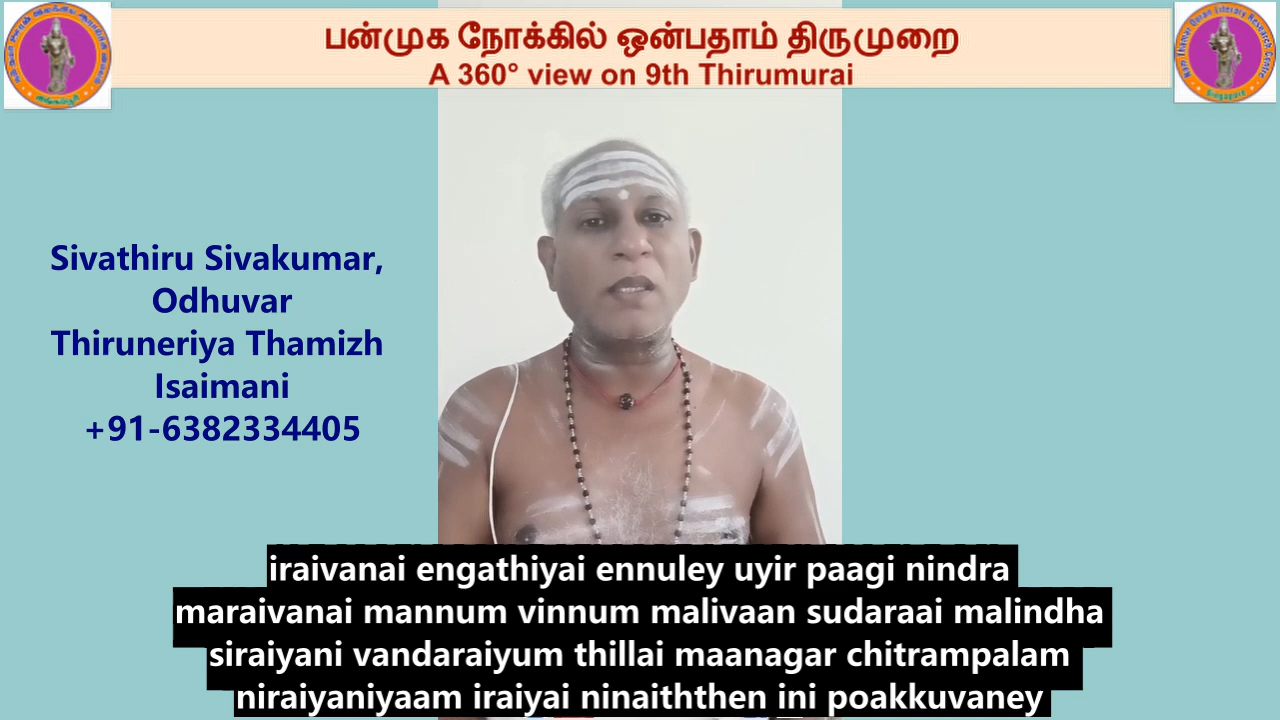 பன்முக நோக்கில் ஒன்பதாம் திருமுறை
A 360° view on 9th Thirumurai
Sivathiru Sivakumar,
Odhuvar
Thiruneriya Thamizh
Isaimani
+91-6382334405
iraivanai engathiyai ennuley uyir paagi nindra
maraivanai mannum vinnum malivaan sudaraai malindha
siraiyani vandaraiyum thillai maanagar chitrampalam
niraiyaniyaam iraiyai ninaiththen ini poakkuvaney